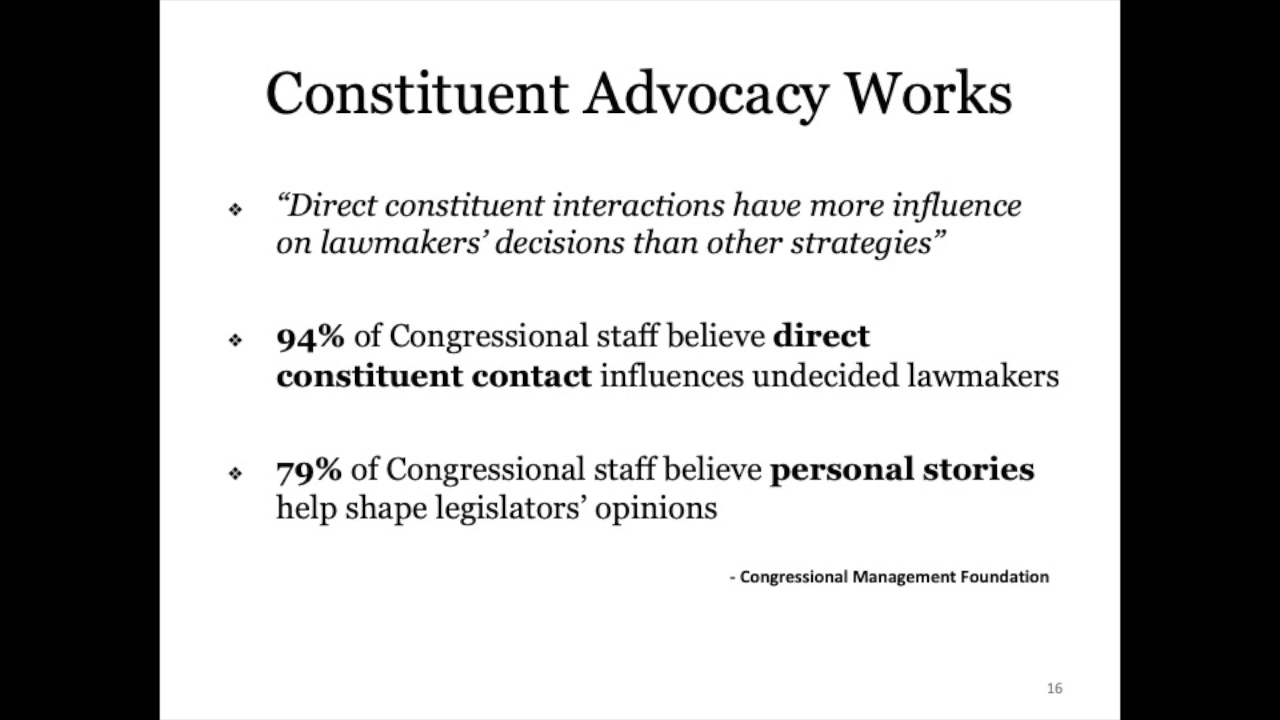 Constituent Advocacy Works
❖ “Direct constituent interactions have more influence
on lawmakers’ decisions than other strategies”
❖ 94% of Congressional staff believe direct
constituent contact influences undecided lawmakers
❖ 79% of Congressional staff believe personal stories
help shape legislators’ opinions
- Congressional Management Foundation
16